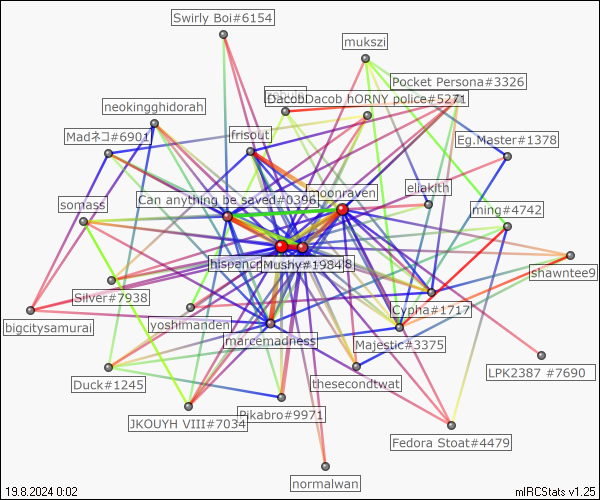 Swirly Boi#6154
mukszi
Pocket Persona#3326
DacobDacob hORNY police#5271
neokingghidorah
Madネコ#6901
frisout
Eg.Master#1378
eliakith
moonraven
Can anything be saved#0396
somass
ming#4742
Mushy#1984
shawntee9
Silver#7938
Cypha#1717
bigcitysamurai
yoshimanden
marcemadness
Majestic#3375
LPK2387 #7690
Duck#1245
thesecondtwat
Pikabro#9971
JKOUYH VIII#7034
Fedora Stoat#4479
normalwan
19.8.2024 0:02
mIRCStats v1.25